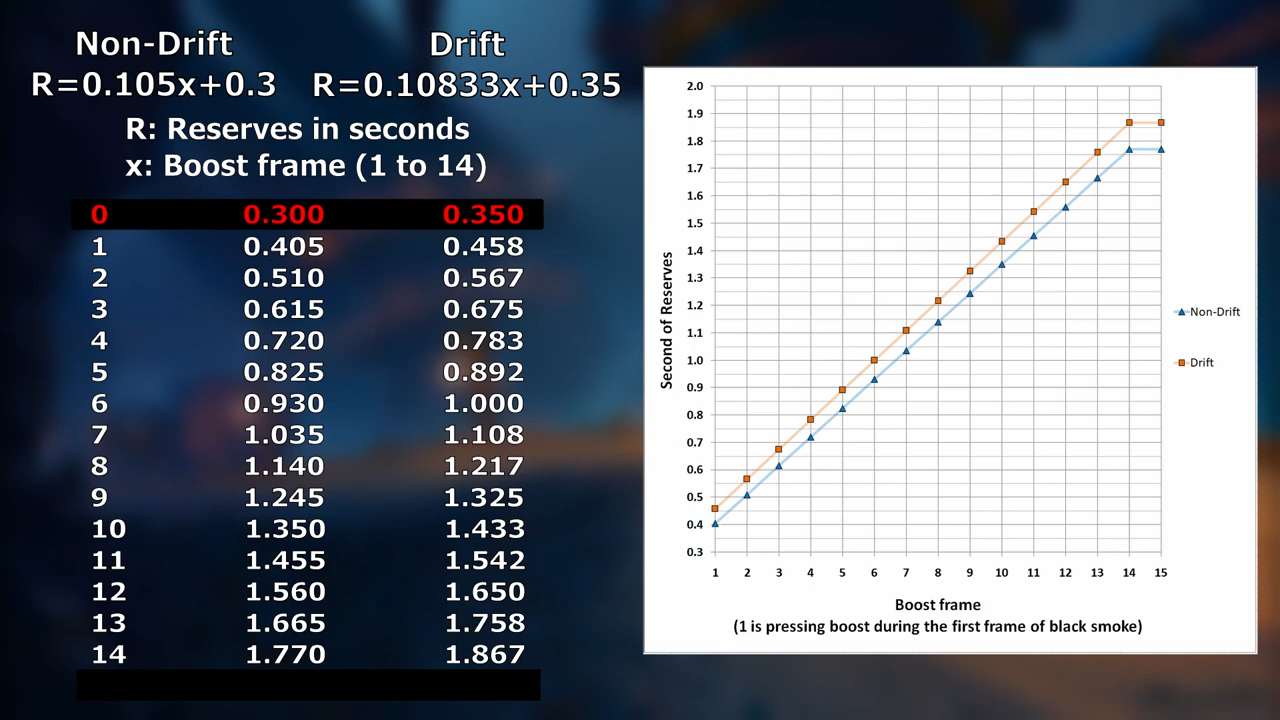 Non-Drift Drift
R=0.105x+0.3 R=0.10833x+0.35
R: Reserves in seconds
x: Boost frame (1 to 14)
0 0.300 0.350
1 0.405 0.458
2 0.510 0.567
3 0.615 0.675
4 0.720 0.783
5 0.825 0.892
6 0.930 1.000
7 1.035 1.108
8 1.140 1.217
9 1.245 1.325
10 1.350 1.433
11 1.455 1.542
12 1.560 1.650
13 1.665 1.758
14 1.770 1.867
Second of Reserves
2.0
1.9
1.8
1.7
1.6
1.5
1.4
1.3
1.2
1.1
1.0
0.9
0.8
0.7
0.6
0.5
0.4
0.3
1 2 3 4 5 6 7 8 9 10 11 12 13 14 15
Boost frame
(1 is pressing boost during the first frame of black smoke)
Non-Drift
Drift